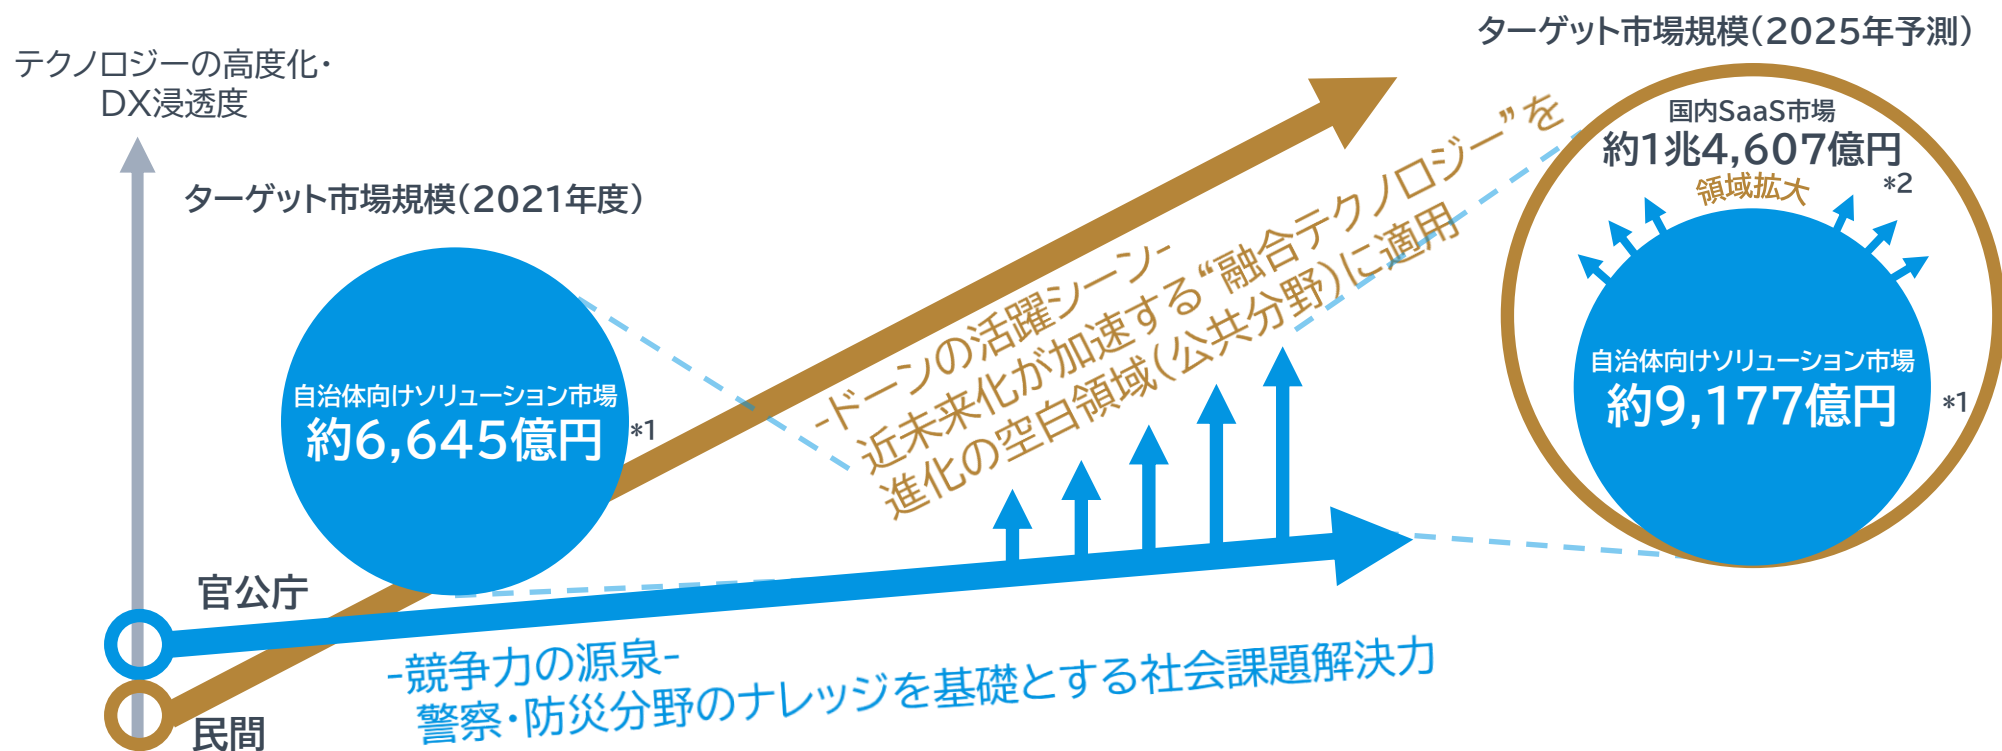 テクノロジーの高度化・
DX浸透度
ターゲット市場規模(2021年度)
自治体向けソリューション市場
約6,645億円
*1
官公庁
民間
-ドーンの活躍シーン-
近未来化が加速する“融合テクノロジー”を
進化の空白領域(公共分野)に適用
-競争力の源泉-
警察・防災分野のナレッジを基礎とする社会課題解決力
ターゲット市場規模(2025年予測)
国内SaaS市場
約1兆4,607億円
*2
領域拡大
自治体向けソリューション市場
約9,177億円
*1